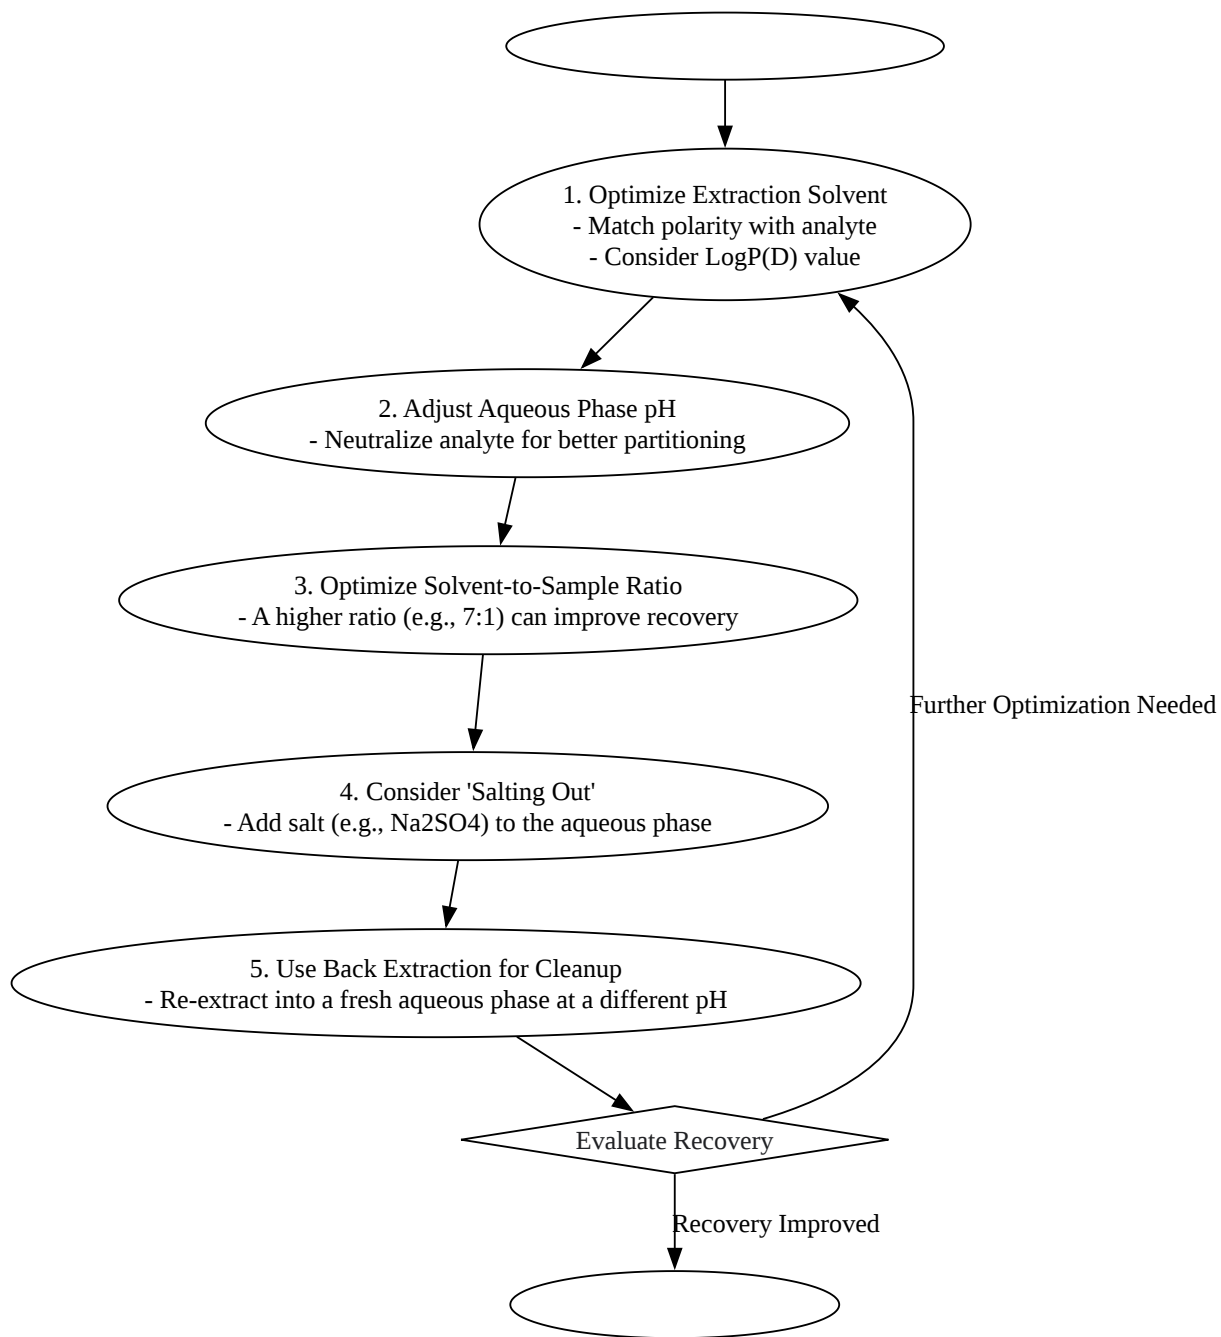 1. Optimize Extraction Solvent
- Match polarity with analyte
- Consider LogP(D) value
2. Adjust Aqueous Phase pH
- Neutralize analyte for better partitioning
3. Optimize Solvent-to-Sample Ratio
- A higher ratio (e.g., 7:1) can improve recovery
Further Optimization Needed
4. Consider 'Salting Out'
- Add salt (e.g., Na2SO4) to the aqueous phase
5. Use Back Extraction for Cleanup
- Re-extract into a fresh aqueous phase at a different pH
Evaluate Recovery
Recovery Improved